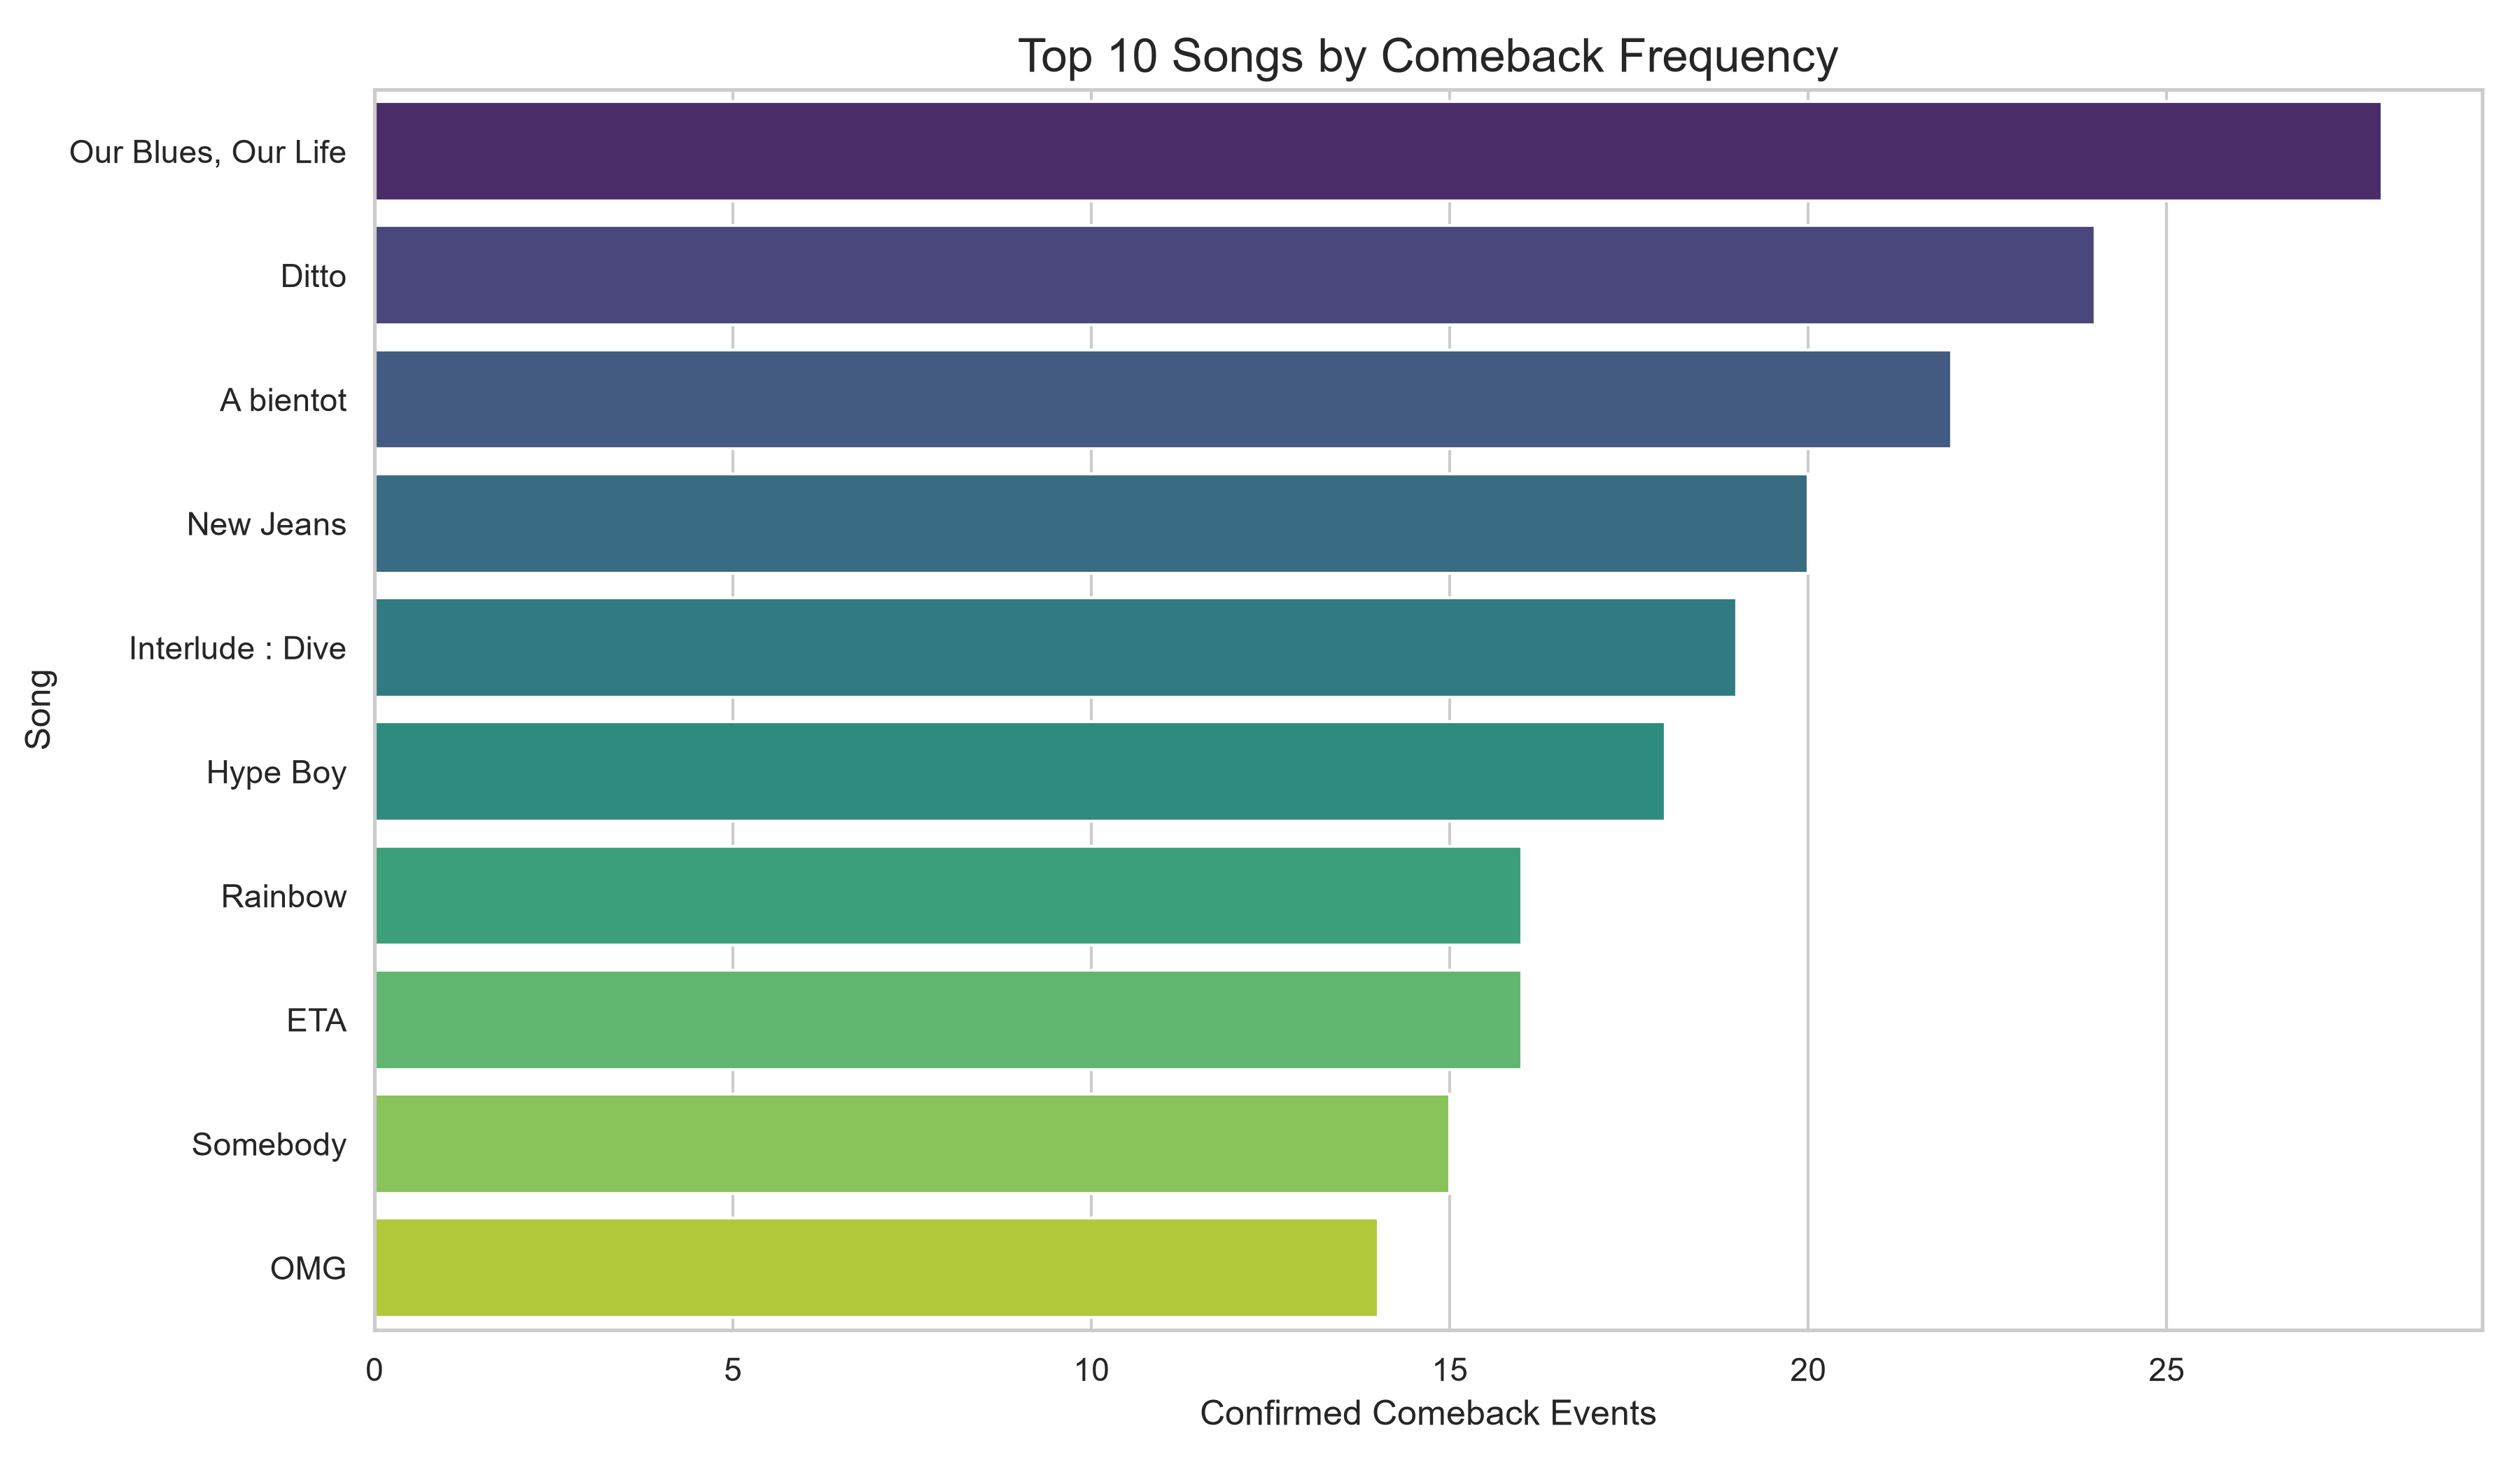 Top 10 Songs by Comeback Frequency
Our Blues, Our Life
Ditto
A bientot
New Jeans
Interlude : Dive
Hype Boy
Rainbow
ETA
Somebody
OMG
Song
0 5 10 15 20 25
Confirmed Comeback Events